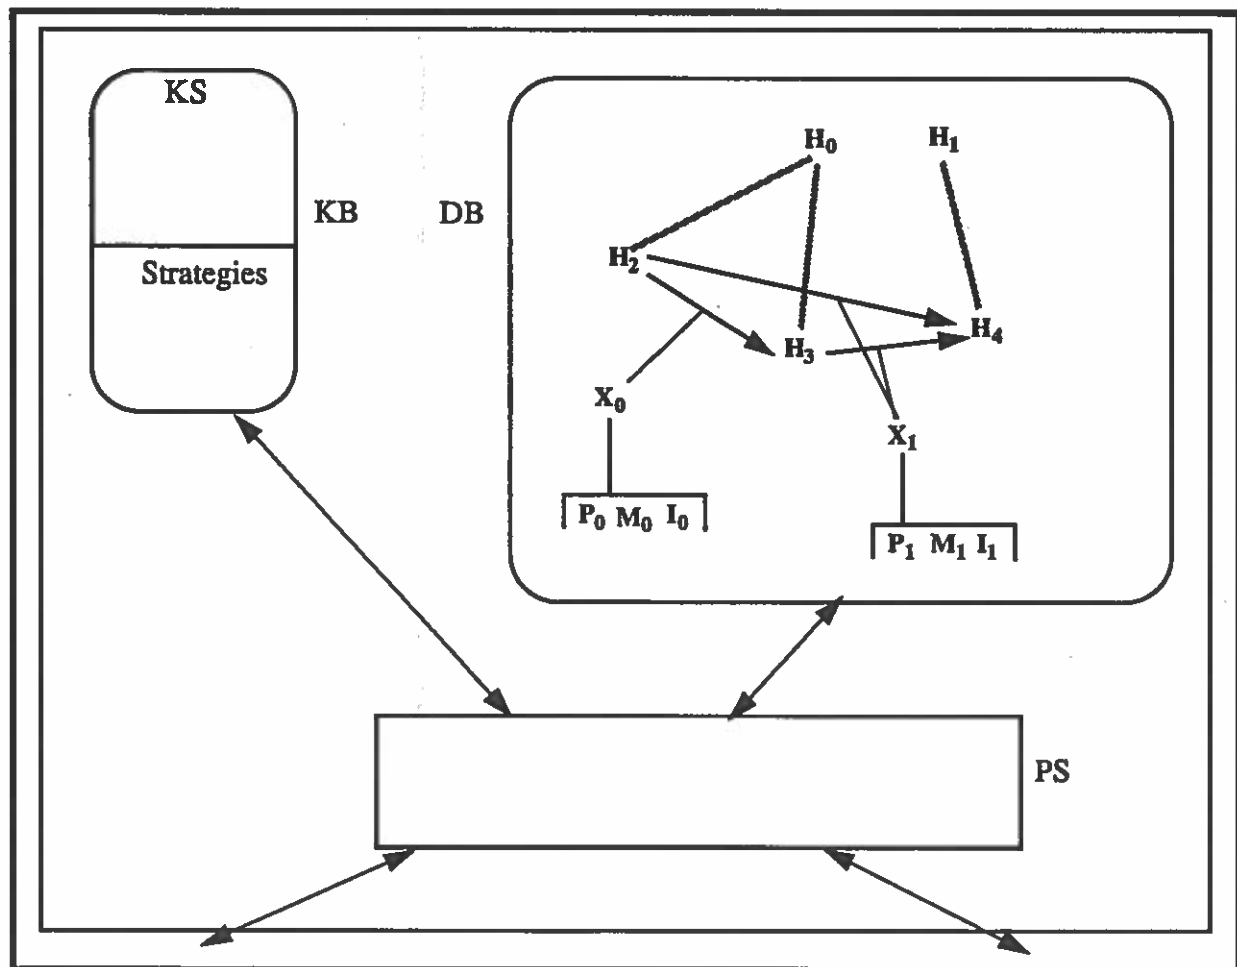 KS
KB
Strategies
DB
H₀
H₁
H₂
H₃
H₄
X₀
X₁
P₀ M₀ I₀
P₁ M₁ I₁
PS